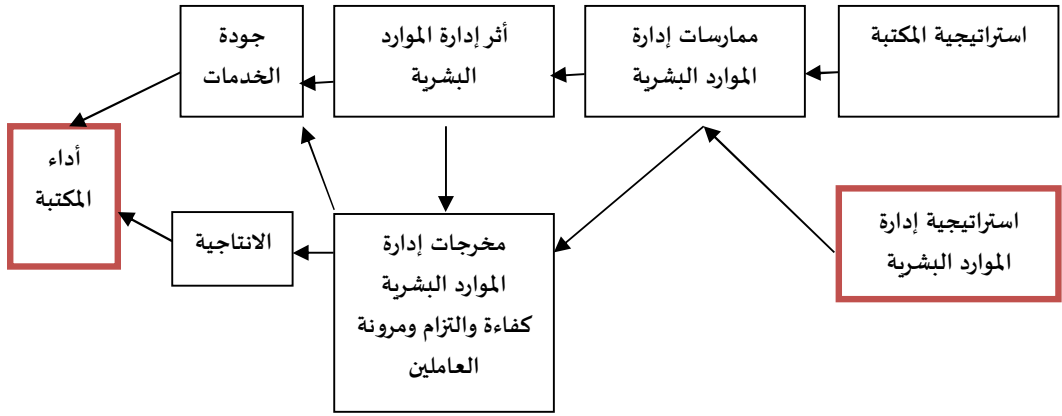 استراتيجية المكتبة
ممارسات إدارة
الموارد البشرية
أثر إدارة الموارد
البشرية
جودة
الخدمات
أداء
المكتبة
استراتيجية إدارة
الموارد البشرية
مخرجات إدارة
الموارد البشرية
كفاءة والتزام ومرونة
العاملين
الانتاجية